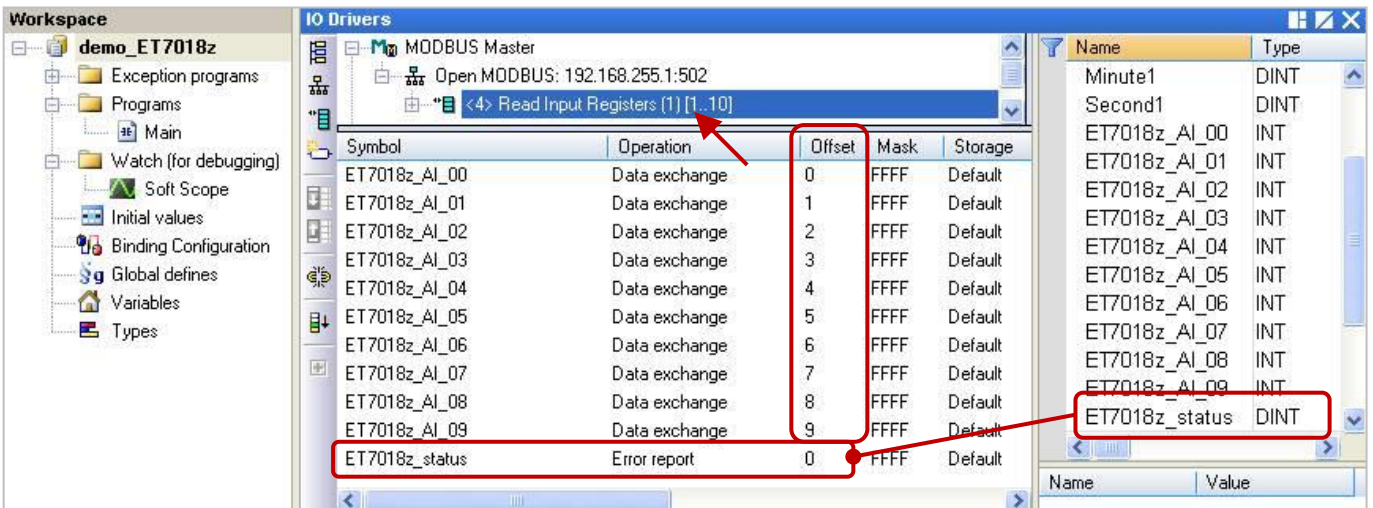 Workspace
demo_ET7018z
Exception programs
Programs
Main
Watch (for debugging)
Soft Scope
Initial values
Binding Configuration
Global defines
Variables
Types
IO Drivers
MODBUS Master
Open MODBUS: 192.168.255.1:502
<4> Read Input Registers (1) [1..10]
Symbol Operation Offset Mask Storage
ET7018z_AI_00 Data exchange 0 FFFF Default
ET7018z_AI_01 Data exchange 1 FFFF Default
ET7018z_AI_02 Data exchange 2 FFFF Default
ET7018z_AI_03 Data exchange 3 FFFF Default
ET7018z_AI_04 Data exchange 4 FFFF Default
ET7018z_AI_05 Data exchange 5 FFFF Default
ET7018z_AI_06 Data exchange 6 FFFF Default
ET7018z_AI_07 Data exchange 7 FFFF Default
ET7018z_AI_08 Data exchange 8 FFFF Default
ET7018z_AI_09 Data exchange 9 FFFF Default
ET7018z_status Error report 0 FFFF Default
Name Type
Minute1 DINT
Second1 DINT
ET7018z_AI_00 INT
ET7018z_AI_01 INT
ET7018z_AI_02 INT
ET7018z_AI_03 INT
ET7018z_AI_04 INT
ET7018z_AI_05 INT
ET7018z_AI_06 INT
ET7018z_AI_07 INT
ET7018z_AI_08 INT
ET7018z_AI_09 INT
ET7018z_status DINT
Name Value